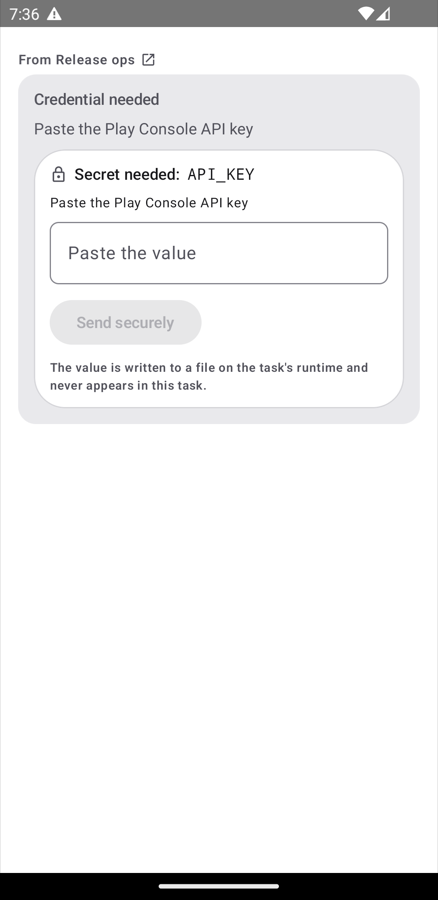 7:36
From Release ops
Credential needed
Paste the Play Console API key
Secret needed: API_KEY
Paste the Play Console API key
Paste the value
Send securely
The value is written to a file on the task's runtime and
never appears in this task.